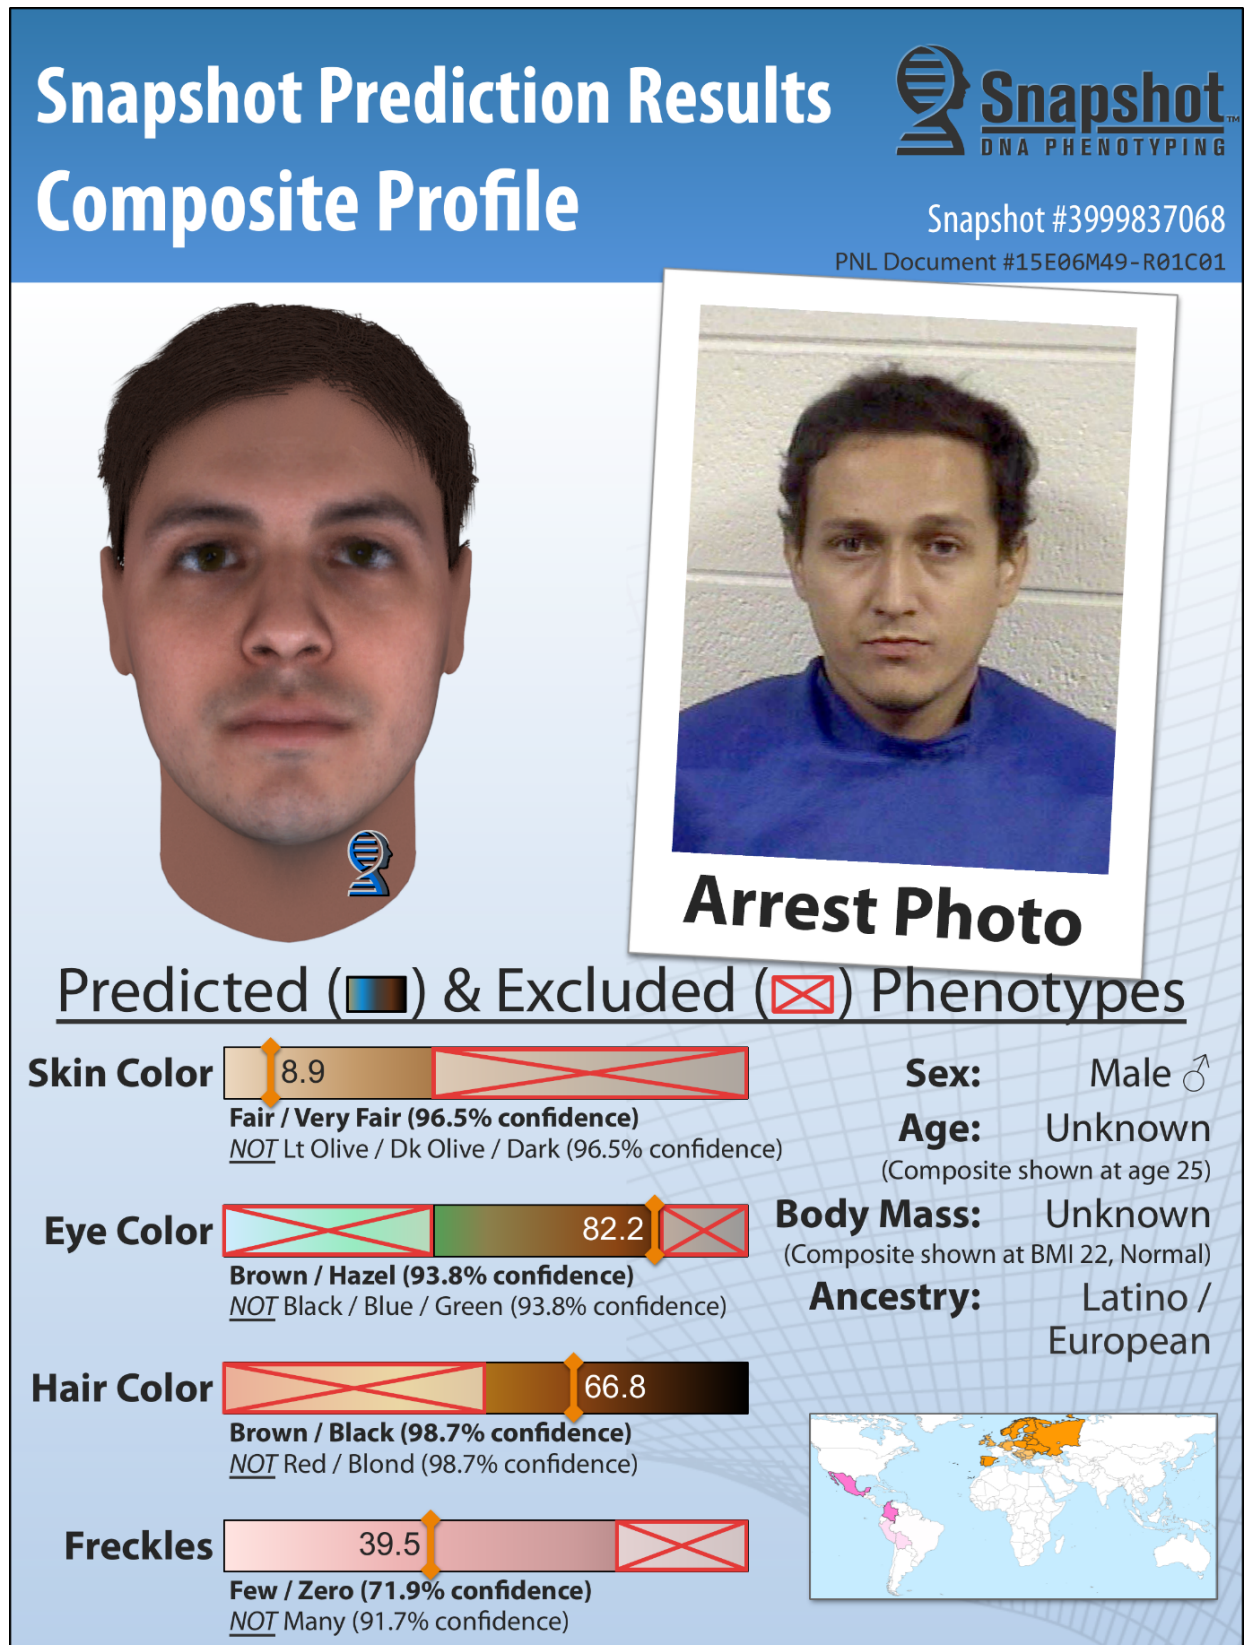 Snapshot Prediction Results
Composite Profile
Snapshot™
DNA PHENOTYPING
Snapshot #3999837068
PNL Document #15E06M49-R01C01
Arrest Photo
Predicted ( ) & Excluded ( ) Phenotypes
Skin Color
8.9
Fair / Very Fair (96.5% confidence)
NOT Lt Olive / Dk Olive / Dark (96.5% confidence)
Eye Color
82.2
Brown / Hazel (93.8% confidence)
NOT Black / Blue / Green (93.8% confidence)
Hair Color
66.8
Brown / Black (98.7% confidence)
NOT Red / Blond (98.7% confidence)
Freckles
39.5
Few / Zero (71.9% confidence)
NOT Many (91.7% confidence)
Sex: Male ♂
Age: Unknown
(Composite shown at age 25)
Body Mass: Unknown
(Composite shown at BMI 22, Normal)
Ancestry: Latino /
European